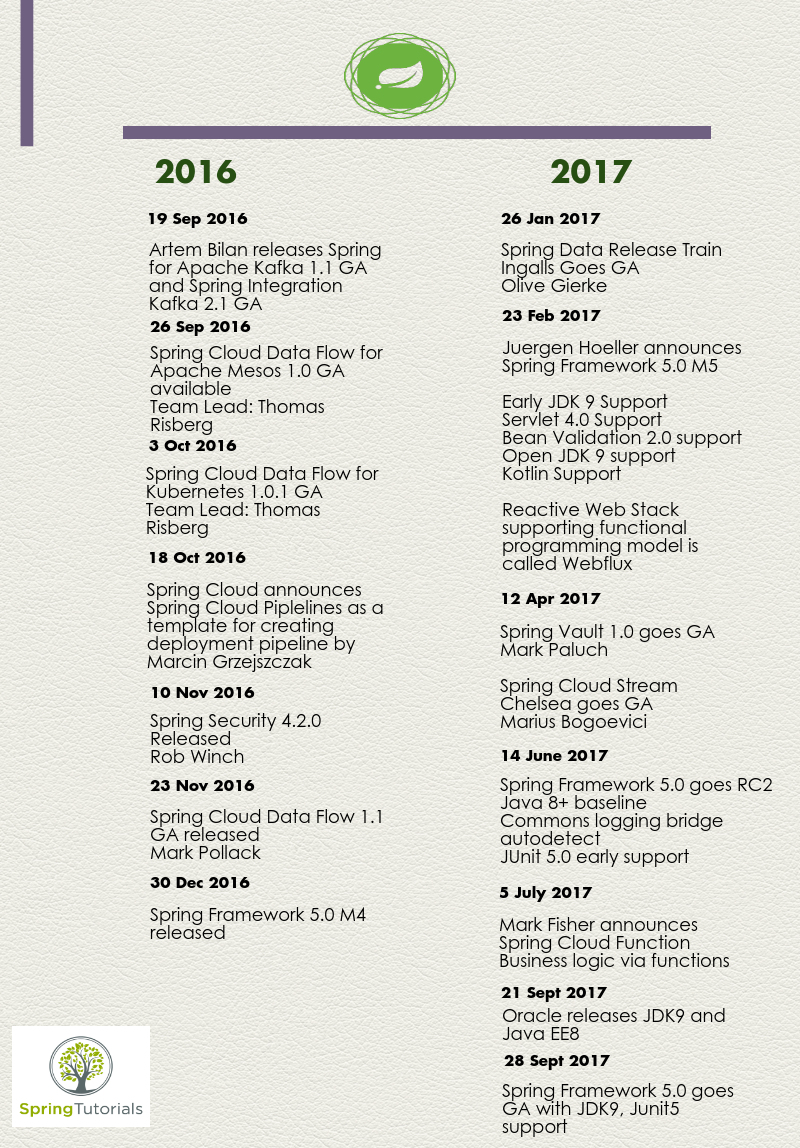 2016
19 Sep 2016
Artem Bilan releases Spring
for Apache Kafka 1.1 GA
and Spring Integration
Kafka 2.1 GA
26 Sep 2016
Spring Cloud Data Flow for
Apache Mesos 1.0 GA
available
Team Lead: Thomas
Risberg
3 Oct 2016
Spring Cloud Data Flow for
Kubernetes 1.0.1 GA
Team Lead: Thomas
Risberg
18 Oct 2016
Spring Cloud announces
Spring Cloud Piplelines as a
template for creating
deployment pipeline by
Marcin Grzejszczak
10 Nov 2016
Spring Security 4.2.0
Released
Rob Winch
23 Nov 2016
Spring Cloud Data Flow 1.1
GA released
Mark Pollack
30 Dec 2016
Spring Framework 5.0 M4
released
2017
26 Jan 2017
Spring Data Release Train
Ingalls Goes GA
Olive Gierke
23 Feb 2017
Juergen Hoeller announces
Spring Framework 5.0 M5
Early JDK 9 Support
Servlet 4.0 Support
Bean Validation 2.0 support
Open JDK 9 support
Kotlin Support
Reactive Web Stack
supporting functional
programming model is
called Webflux
12 Apr 2017
Spring Vault 1.0 goes GA
Mark Paluch
Spring Cloud Stream
Chelsea goes GA
Marius Bogoevici
14 June 2017
Spring Framework 5.0 goes RC2
Java 8+ baseline
Commons logging bridge
autodetect
JUnit 5.0 early support
5 July 2017
Mark Fisher announces
Spring Cloud Function
Business logic via functions
21 Sept 2017
Oracle releases JDK9 and
Java EE8
28 Sept 2017
Spring Framework 5.0 goes
GA with JDK9, Junit5
support
SpringTutorials